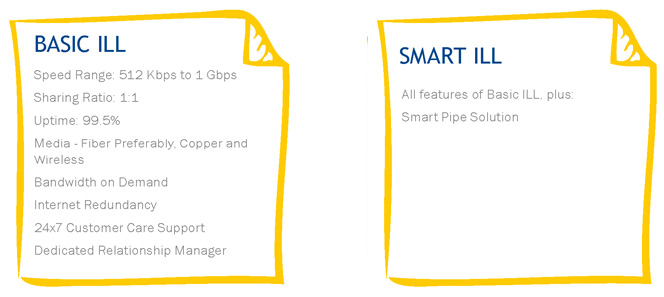 BASIC ILL
Speed Range: 512 Kbps to 1 Gbps
Sharing Ratio: 1:1
Uptime: 99.5%
Media - Fiber Preferably, Copper and
Wireless
Bandwidth on Demand
Internet Redundancy
24x7 Customer Care Support
Dedicated Relationship Manager
SMART ILL
All features of Basic ILL, plus:
Smart Pipe Solution